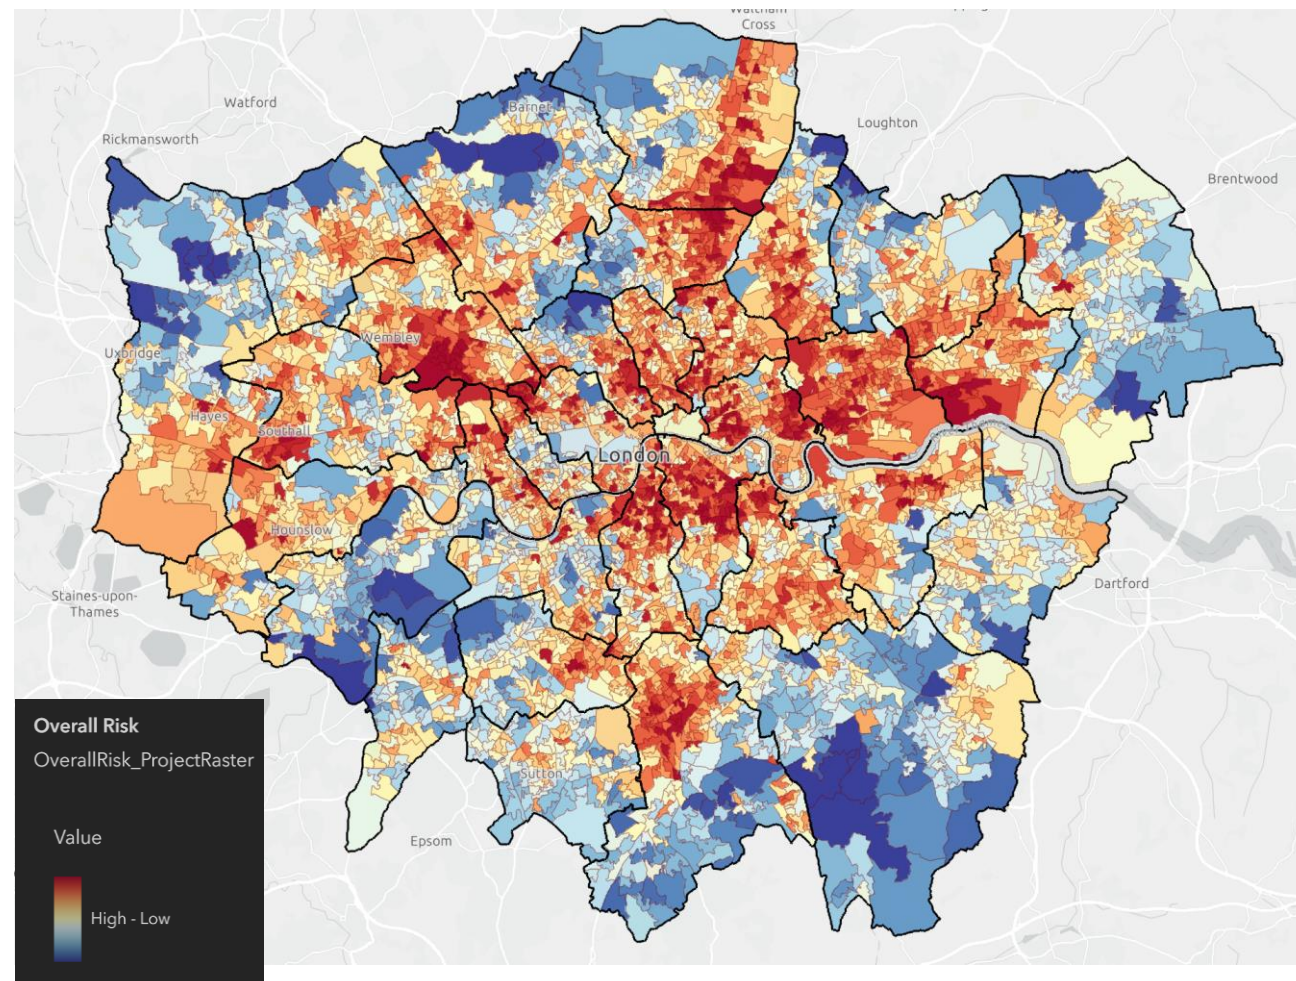 Waltham
Cross
Watford
Barnet
Loughton
Rickmansworth
Brentwood
Wembley
Uxbridge
Hayes
Southall
London
Hounslow
Staines-upon-
Thames
Dartford
Sutton
Epsom
Overall Risk
OverallRisk_ProjectRaster
Value
High - Low